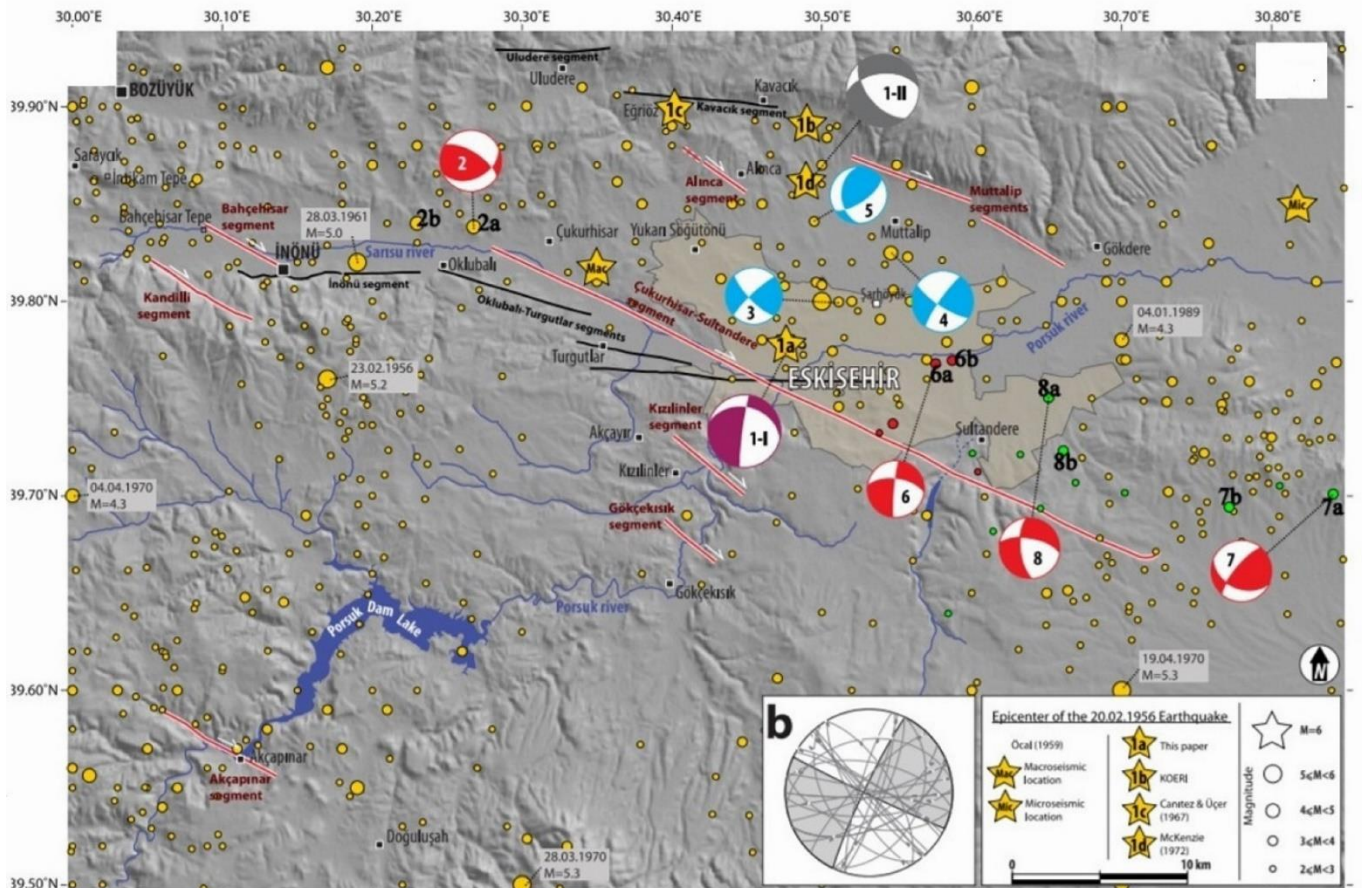 30.00°E
30.10°
30.20°
30.30°
30.40°
30.50°
30.60°
30.70°
30.80°E
39.90°N
39.80°N
39.70°N
39.60°N
39.50°N
Uludere segment
Uludere
BOZÜYÜK
Kavacık
Eğriöz
1c
Kavacık segment
1b
1-II
Saraycık
2
Alınca
segment
1d
5
Muttalip
segments
Mic
Bahçehisar Tepe
Bahçehisar
segment
28.03.1961
M=5.0
2b
2a
Çukurhisar
Yukarı Söğütönü
Muttalip
Gökdere
İNÖNÜ
Sarısu river
Oklubalı
Mac
İnönü segment
Kandilli
segment
Oklubalı-Turgutlar segments
Çukurhisar-Sultandere
segment
3
Şarhöyük
4
Porsuk river
04.01.1989
M=4.3
1a
Turgutlar
23.02.1956
M=5.2
ESKİŞEHİR
6a
6b
8a
Kızılinler
segment
1-I
Akçayır
Sultandere
Kızılinler
8b
04.04.1970
M=4.3
6
7b
7a
Gökçekısık
segment
8
7
Gökçekısık
Porsuk river
Porsuk Dam
Lake
19.04.1970
M=5.3
N
Akçapınar
Akçapınar
segment
Doğuluşah
28.03.1970
M=5.3
b
Epicenter of the 20.02.1956 Earthquake
Öcal (1959)
Mac
Macroseismic
location
Mic
Microseismic
location
1a
This paper
1b
KOERI
1c
Canıtez & Üçer
(1967)
1d
McKenzie
(1972)
0
10 km
Magnitude
M=6
5⩽M<6
4⩽M<5
3⩽M<4
2⩽M<3